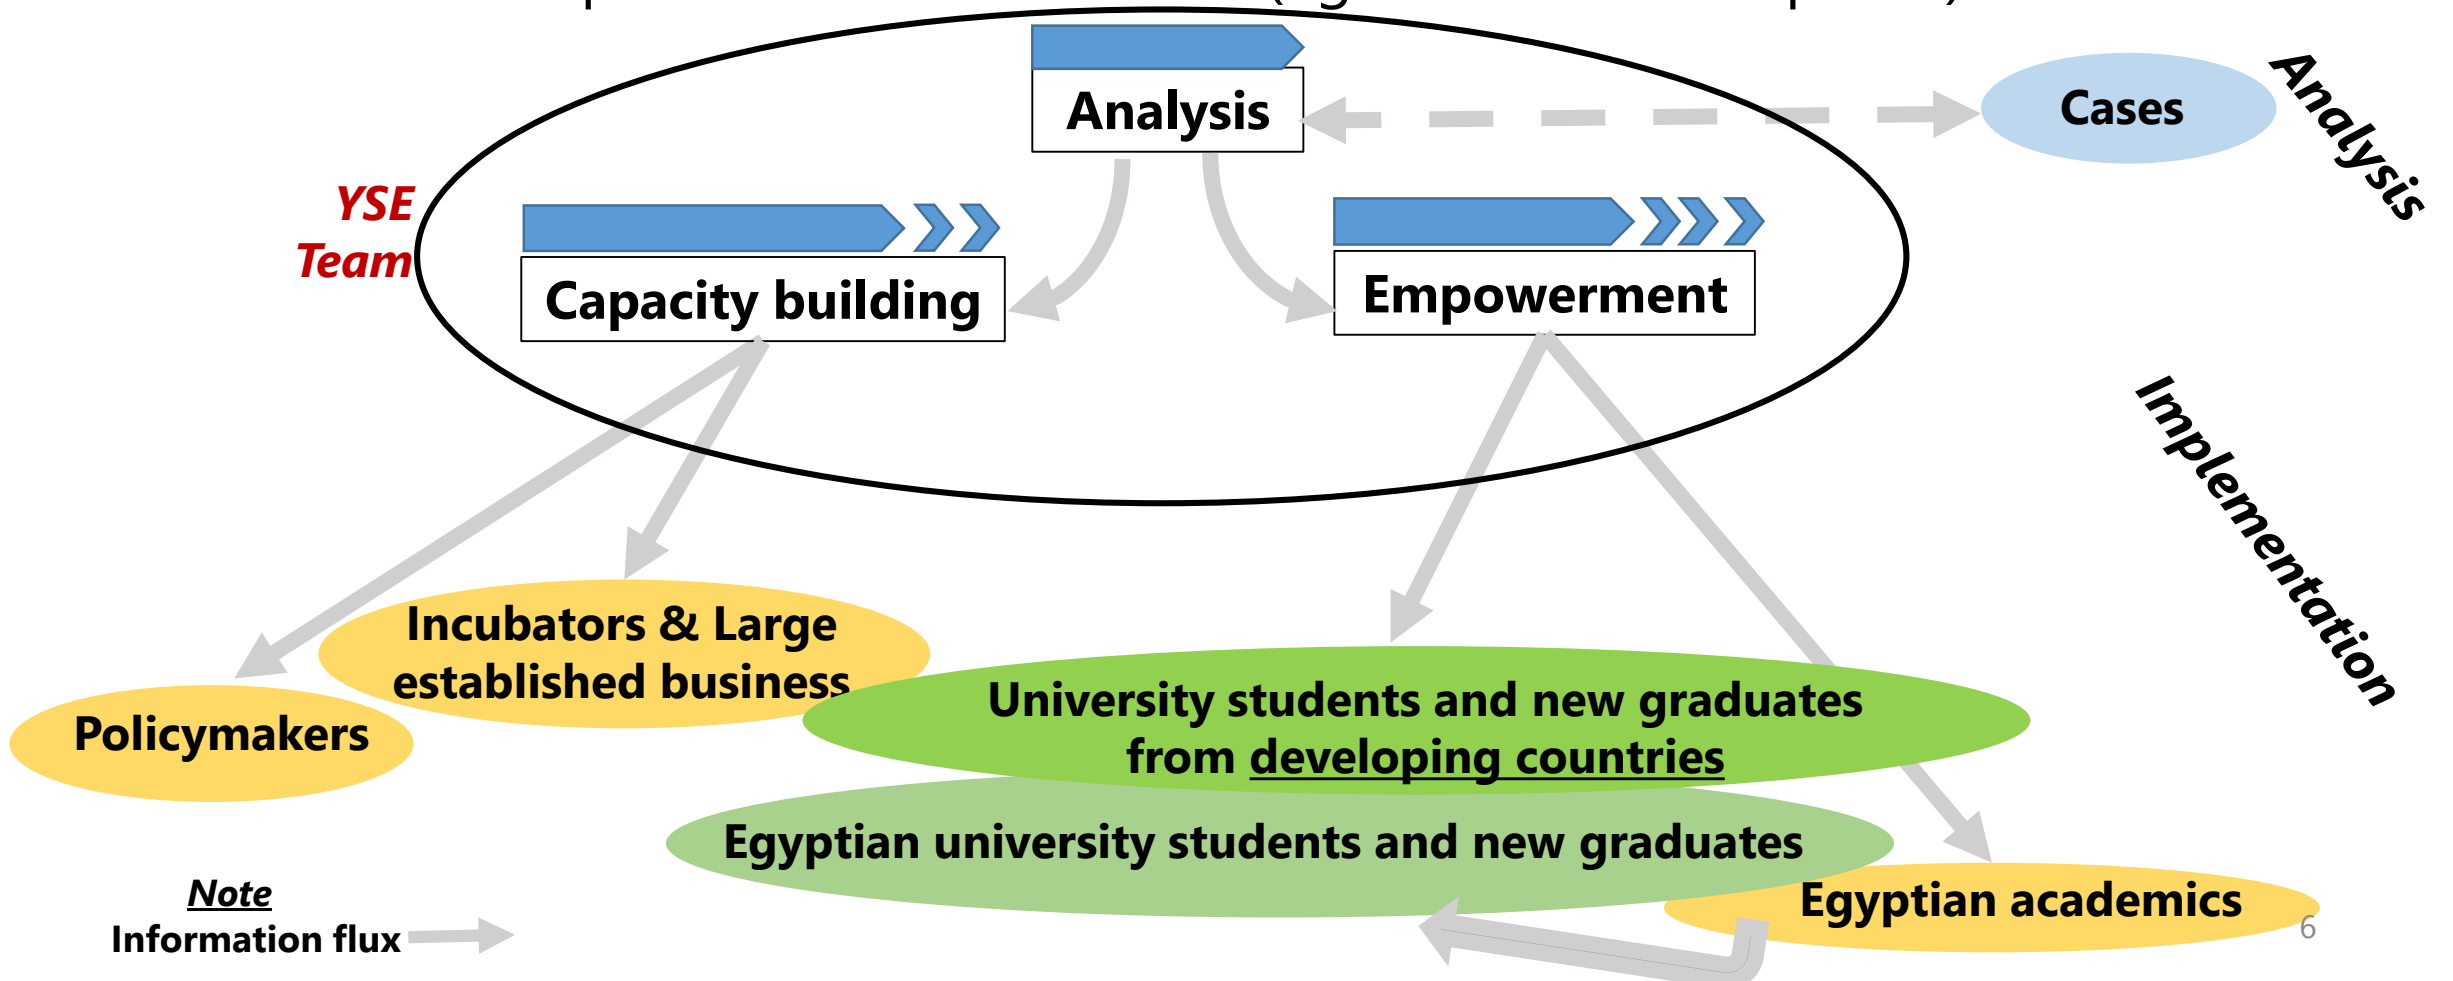 Analysis
Cases
Analysis
YSE
Team
Capacity building
Empowerment
Implementation
Incubators & Large
established business
University students and new graduates
from developing countries
Policymakers
Egyptian university students and new graduates
Egyptian academics
Note
Information flux
6